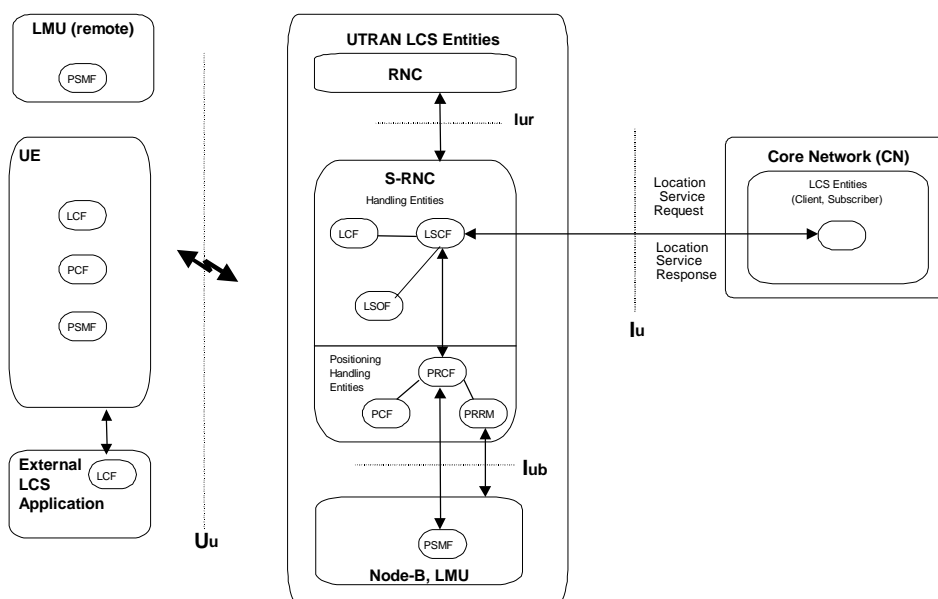 LMU (remote)
PSMF
UE
LCF
PCF
PSMF
External
LCS
Application
LCF
Uu
UTRAN LCS Entities
RNC
Iur
S-RNC
Handling Entities
LCF
LSCF
LSOF
Positioning
Handling
Entities
PRCF
PCF
PRRM
Iub
PSMF
Node-B, LMU
Location
Service
Request
Location
Service
Response
Iu
Core Network (CN)
LCS Entities
(Client, Subscriber)